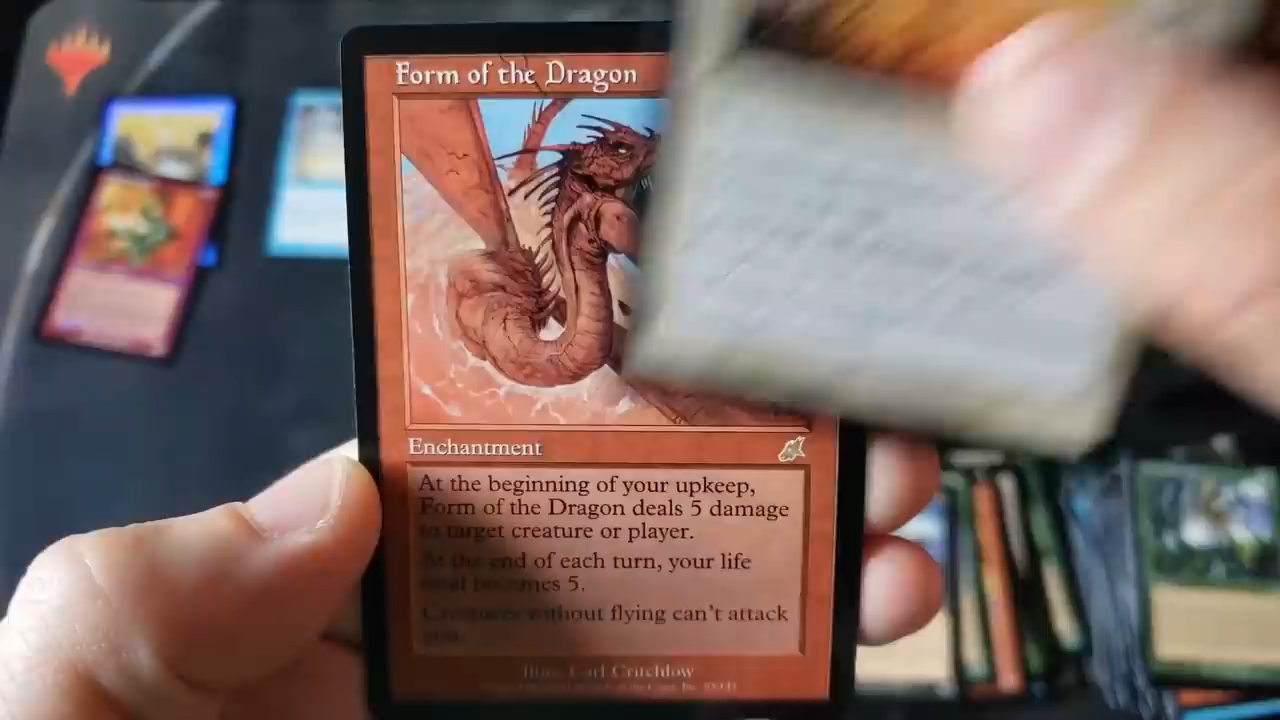 Form of the Dragon
Enchantment
At the beginning of your upkeep,
Form of the Dragon deals 5 damage
to target creature or player.
At the end of each turn, your life
total becomes 5.
Creatures without flying can't attack
you.
Illus. Carl Critchlow